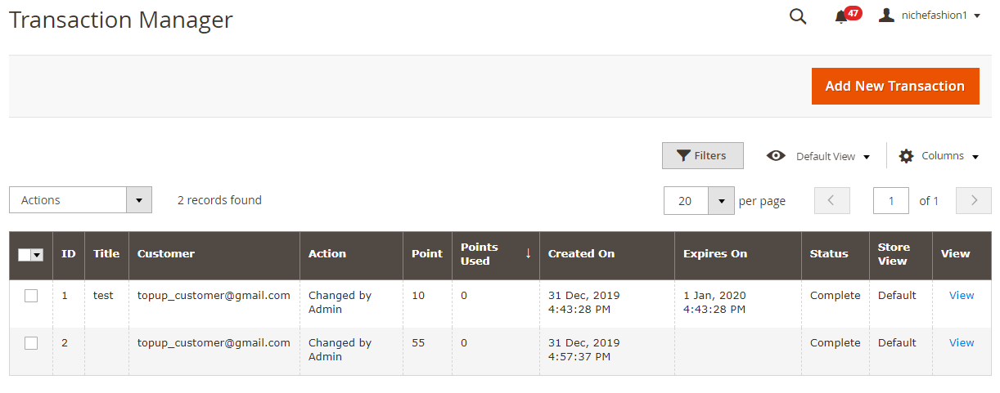 Transaction Manager
47
nichefashion1
Add New Transaction
Filters
Default View
Columns
Actions
2 records found
20
per page
1
of 1
ID
Title
Customer
Action
Point
Points
Used
↓
Created On
Expires On
Status
Store
View
View
1
test
topup_customer@gmail.com
Changed by
Admin
10
0
31 Dec, 2019
4:43:28 PM
1 Jan, 2020
4:43:28 PM
Complete
Default
View
2
topup_customer@gmail.com
Changed by
Admin
55
0
31 Dec, 2019
4:57:37 PM
Complete
Default
View